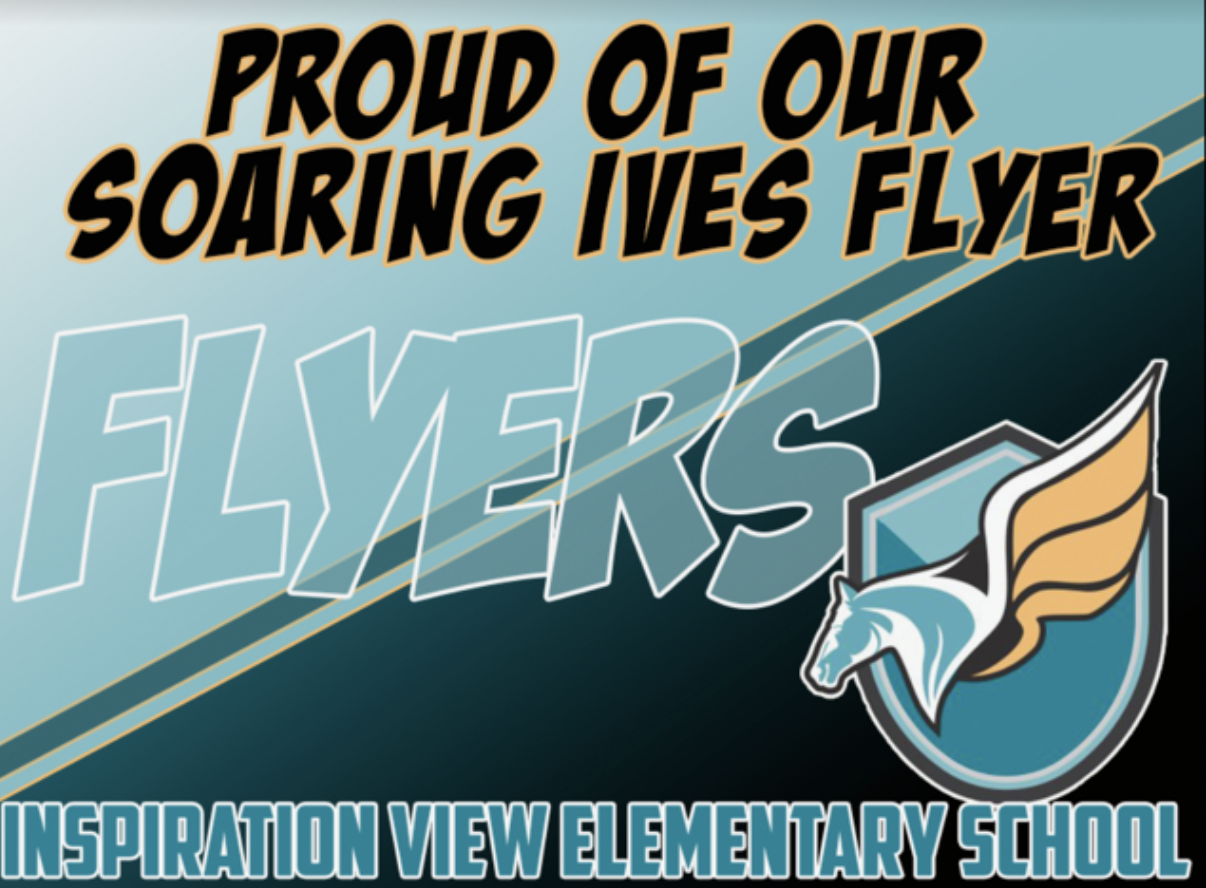 PROUD OF OUR
SOARING IVES FLYER
FLYERS
INSPIRATION VIEW ELEMENTARY SCHOOL